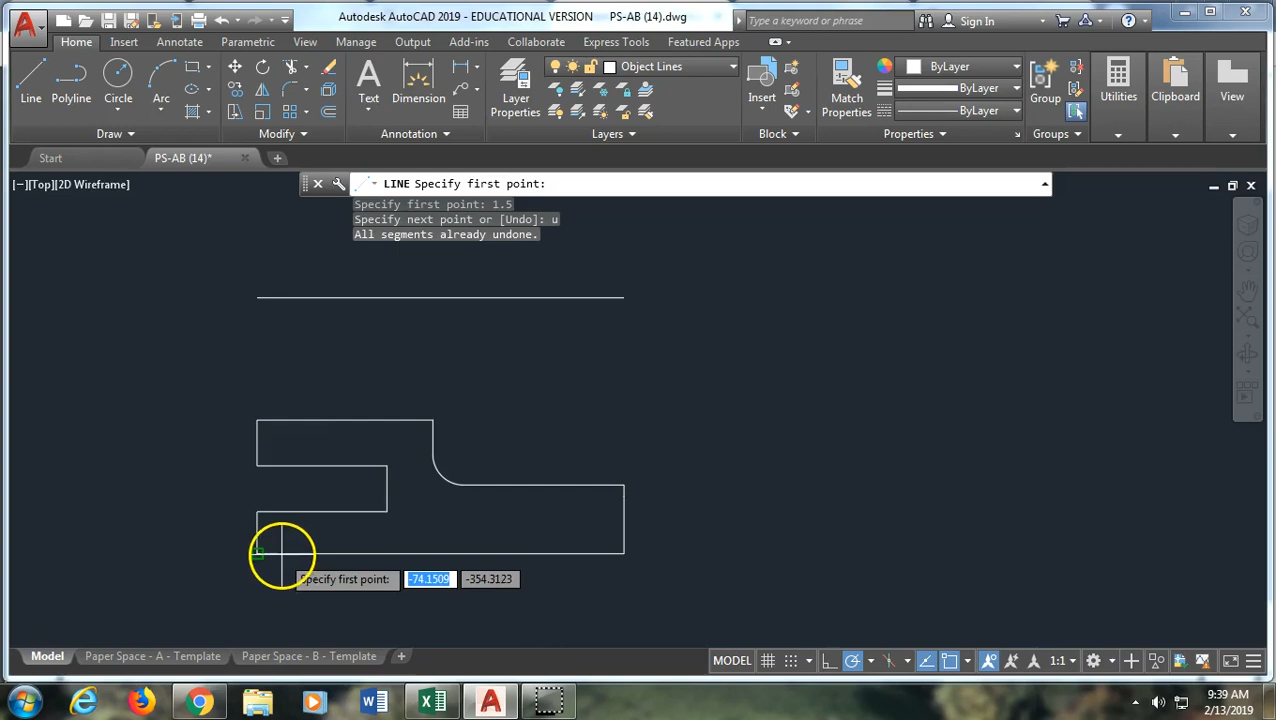 Autodesk AutoCAD 2019 - EDUCATIONAL VERSION PS-AB (14).dwg
Type a keyword or phrase
Sign In
Home Insert Annotate Parametric View Manage Output Add-ins Collaborate Express Tools Featured Apps
Object Lines
ByLayer
ByLayer
ByLayer
Line Polyline Circle Arc Text Dimension Layer Properties Insert Match Properties Group Utilities Clipboard View
Draw Modify Annotation Layers Block Properties Groups
Start PS-AB (14)*
[−][Top][2D Wireframe]
LINE Specify first point:
Specify first point: 1.5
Specify next point or [Undo]: u
All segments already undone.
Specify first point: -74.1509 -354.3123
Model Paper Space - A - Template Paper Space - B - Template
MODEL 1:1
9:39 AM
2/13/2019